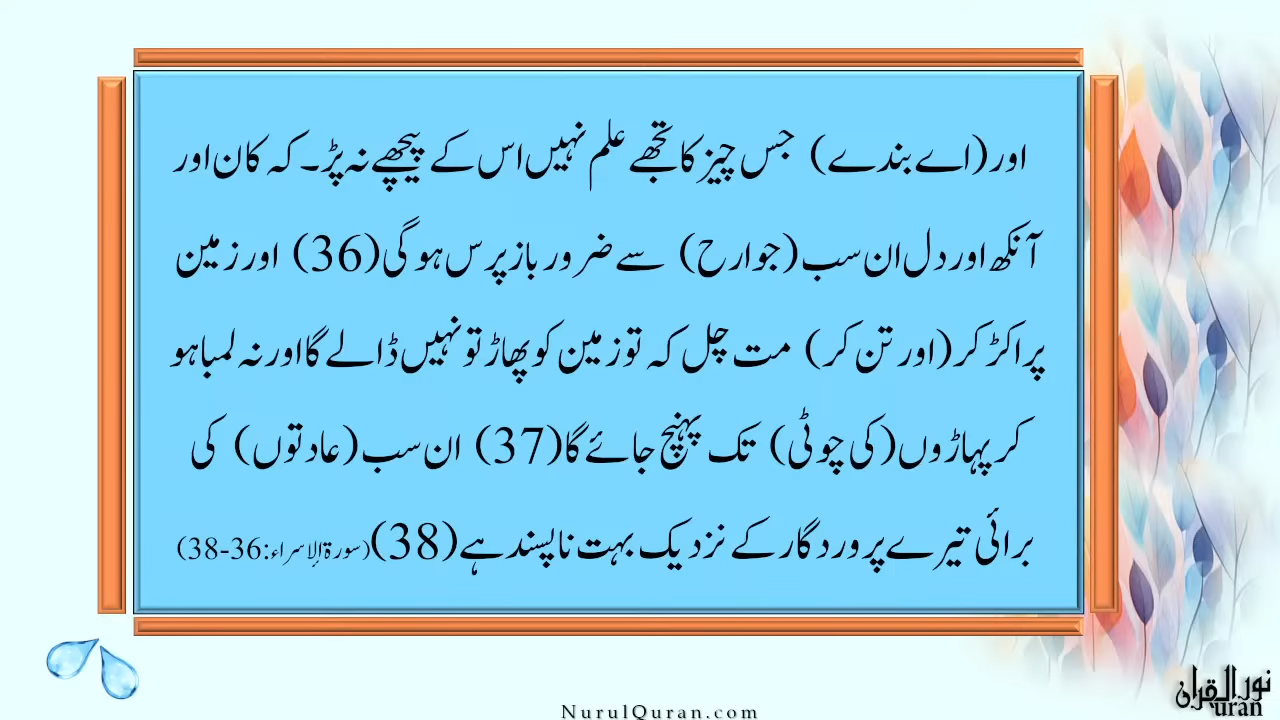 اور(اے بندے) جس چیز کا تجھے علم نہیں اس کے پیچھے نہ پڑ۔ کہ کان اور
آنکھ اور دل ان سب (جوارح) سے ضرور باز پرس ہو گی(36) اور زمین
پر اکڑ کر(اور تن کر) مت چل کہ تو زمین کو پھاڑ تو نہیں ڈالے گا اور نہ لمبا ہو
کر پہاڑوں(کی چوٹی) تک پہنچ جائے گا(37) ان سب (عادتوں) کی
برائی تیرے پروردگار کے نزدیک بہت ناپسند ہے(38)(سورة الإسراء:36-38)
نور القرآن
uran
NurulQuran.com